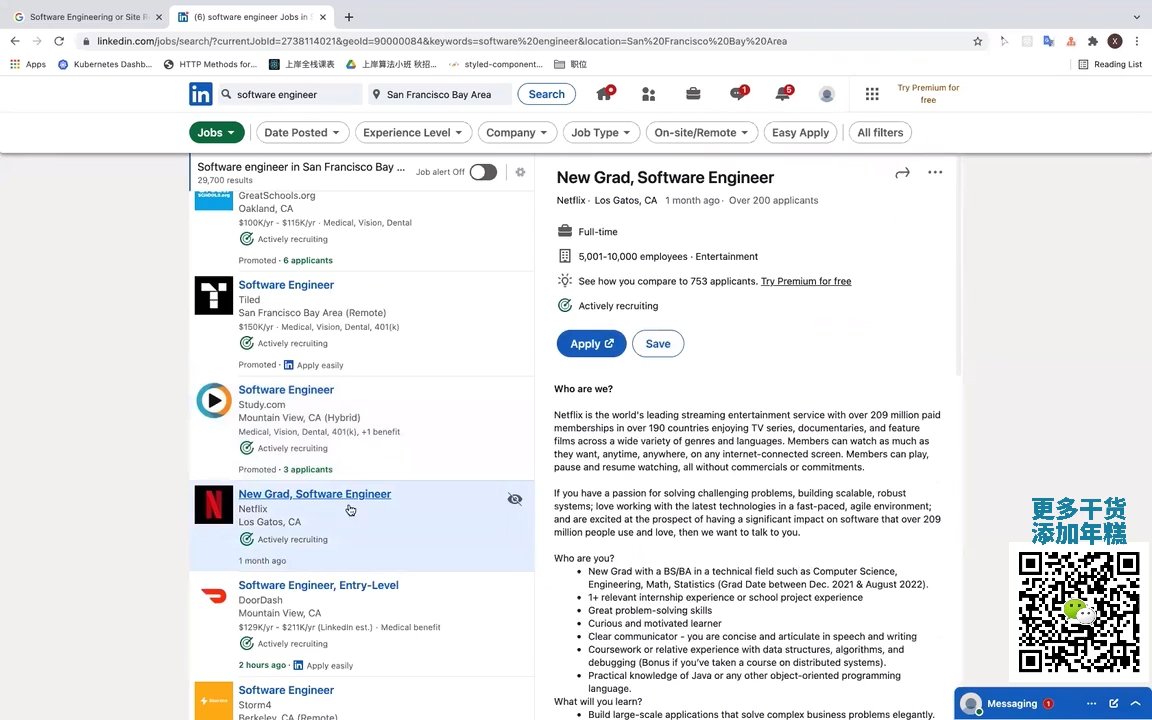 Software Engineering or Site R
(6) software engineer Jobs in S
linkedin.com/jobs/search/?currentJobId=2738114021&geoId=90000084&keywords=software%20engineer&location=San%20Francisco%20Bay%20Area
X
Apps
Kubernetes Dashb...
HTTP Methods for...
上岸全栈课表
上岸算法小班 秋招...
styled-component...
职位
Reading List
in
software engineer
San Francisco Bay Area
Search
1
5
Try Premium for
free
Jobs
Date Posted
Experience Level
Company
Job Type
On-site/Remote
Easy Apply
All filters
Software engineer in San Francisco Bay ...
29,700 results
Job alert Off
GreatSchools.org
Oakland, CA
$100K/yr - $115K/yr · Medical, Vision, Dental
Actively recruiting
Promoted · 6 applicants
Software Engineer
Tiled
San Francisco Bay Area (Remote)
$150K/yr · Medical, Vision, Dental, 401(k)
Actively recruiting
Promoted · Apply easily
Software Engineer
Study.com
Mountain View, CA (Hybrid)
Medical, Vision, Dental, 401(k), +1 benefit
Actively recruiting
Promoted · 3 applicants
New Grad, Software Engineer
Netflix
Los Gatos, CA
Actively recruiting
1 month ago
Software Engineer, Entry-Level
DoorDash
Mountain View, CA
$129K/yr - $211K/yr (LinkedIn est.) · Medical benefit
Actively recruiting
2 hours ago · Apply easily
Software Engineer
Storm4
Berkeley, CA (Remote)
New Grad, Software Engineer
Netflix · Los Gatos, CA 1 month ago · Over 200 applicants
Full-time
5,001-10,000 employees · Entertainment
See how you compare to 753 applicants. Try Premium for free
Actively recruiting
Apply
Save
Who are we?
Netflix is the world's leading streaming entertainment service with over 209 million paid
memberships in over 190 countries enjoying TV series, documentaries, and feature
films across a wide variety of genres and languages. Members can watch as much as
they want, anytime, anywhere, on any internet-connected screen. Members can play,
pause and resume watching, all without commercials or commitments.
If you have a passion for solving challenging problems, building scalable, robust
systems; love working with the latest technologies in a fast-paced, agile environment;
and are excited at the prospect of having a significant impact on software that over 209
million people use and love, then we want to talk to you.
Who are you?
• New Grad with a BS/BA in a technical field such as Computer Science,
Engineering, Math, Statistics (Grad Date between Dec. 2021 & August 2022).
• 1+ relevant internship experience or school project experience
• Great problem-solving skills
• Curious and motivated learner
• Clear communicator - you are concise and articulate in speech and writing
• Coursework or relative experience with data structures, algorithms, and
debugging (Bonus if you've taken a course on distributed systems).
• Practical knowledge of Java or any other object-oriented programming
language.
What will you learn?
• Build large-scale applications that solve complex business problems elegantly.
更多干货
添加年糕
Messaging 1